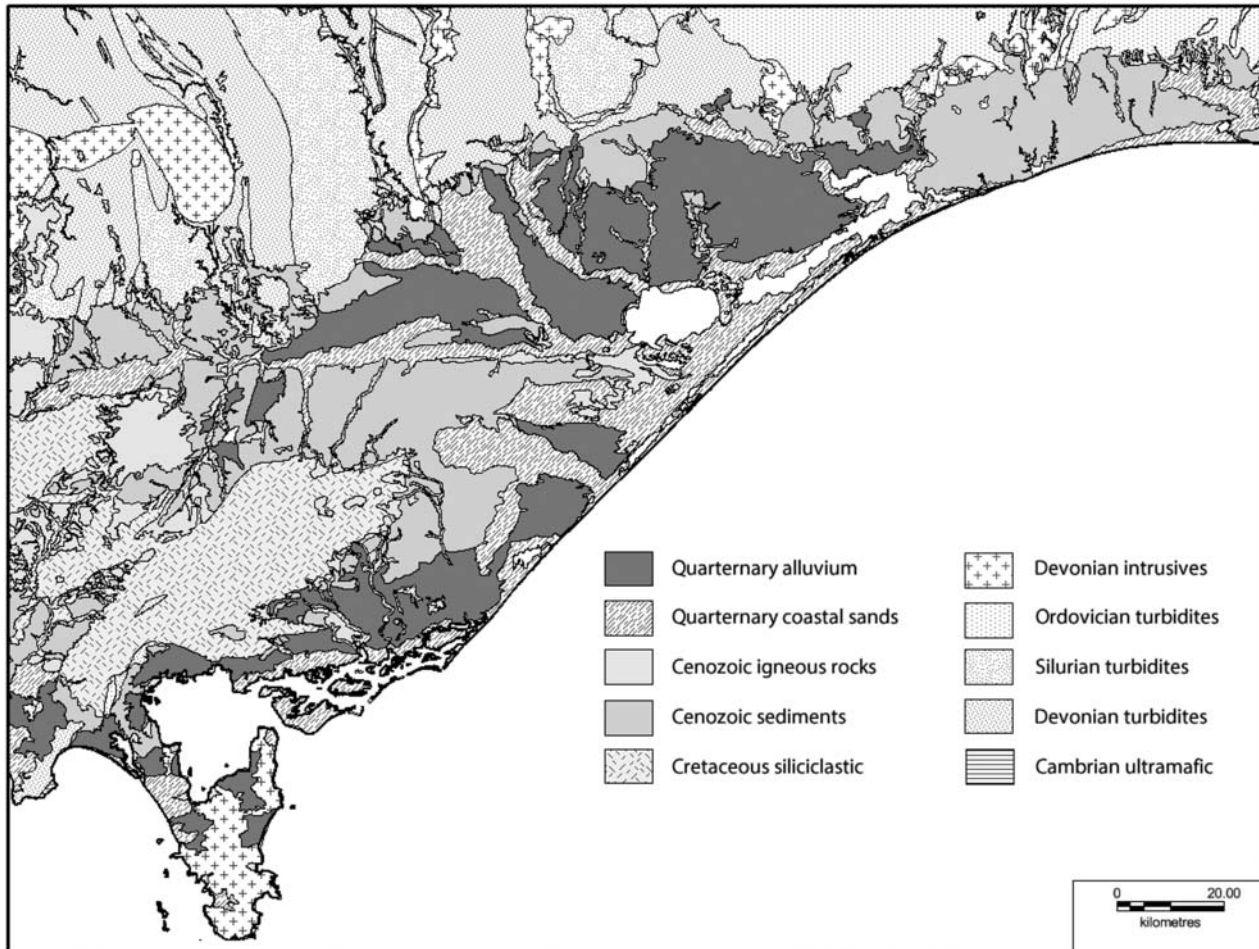 Quarternary alluvium
Quarternary coastal sands
Cenozoic igneous rocks
Cenozoic sediments
Cretaceous siliciclastic
Devonian intrusives
Ordovician turbidites
Silurian turbidites
Devonian turbidites
Cambrian ultramafic
0 20.00
kilometres